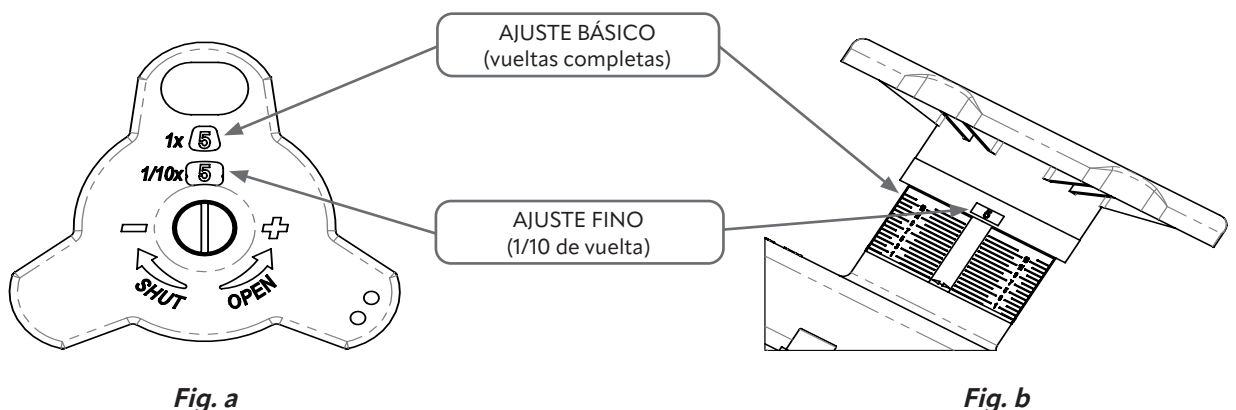 AJUSTE BÁSICO
(vueltas completas)
1x 5
1/10x 5
AJUSTE FINO
(1/10 de vuelta)
SHUT
OPEN
Fig. a
Fig. b